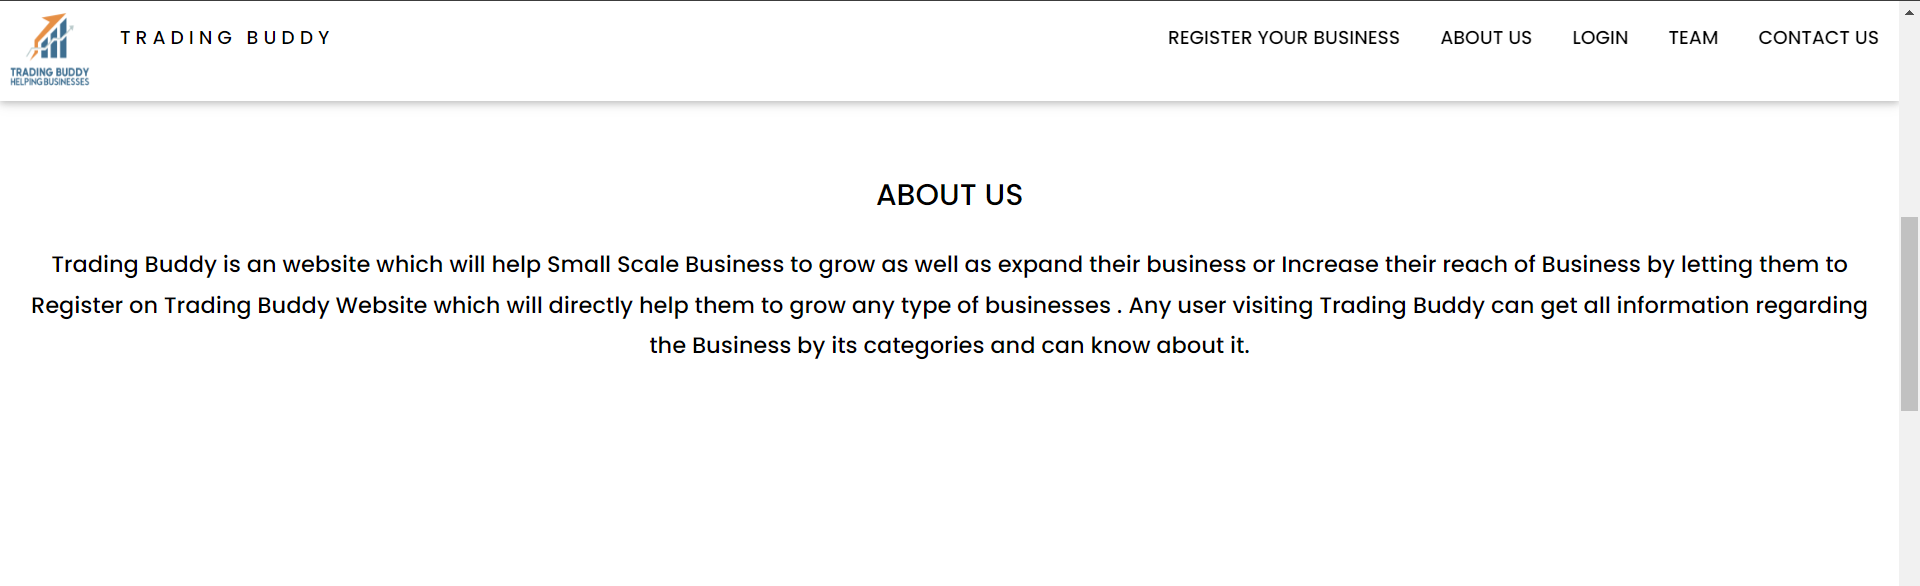 TRADING BUDDY
HELPING BUSINESSES
TRADING BUDDY
REGISTER YOUR BUSINESS
ABOUT US
LOGIN
TEAM
CONTACT US
ABOUT US
Trading Buddy is an website which will help Small Scale Business to grow as well as expand their business or Increase their reach of Business by letting them to
Register on Trading Buddy Website which will directly help them to grow any type of businesses . Any user visiting Trading Buddy can get all information regarding
the Business by its categories and can know about it.